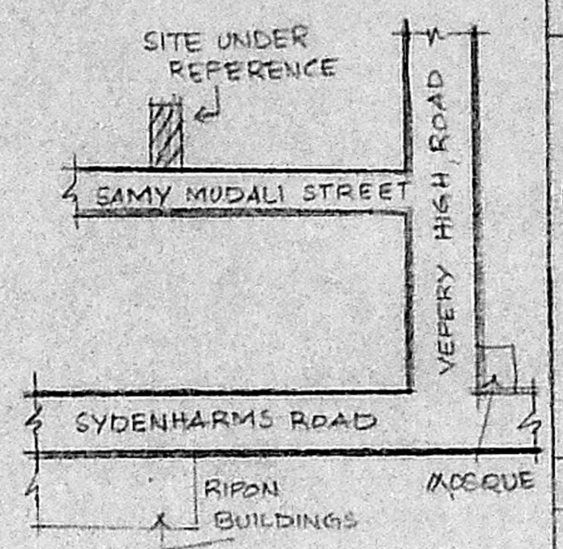 SITE UNDER
REFERENCE
SAMY MUDALI STREET
VEPERY HIGH ROAD
SYDENHARMS ROAD
RIPON
BUILDINGS
MOSQUE